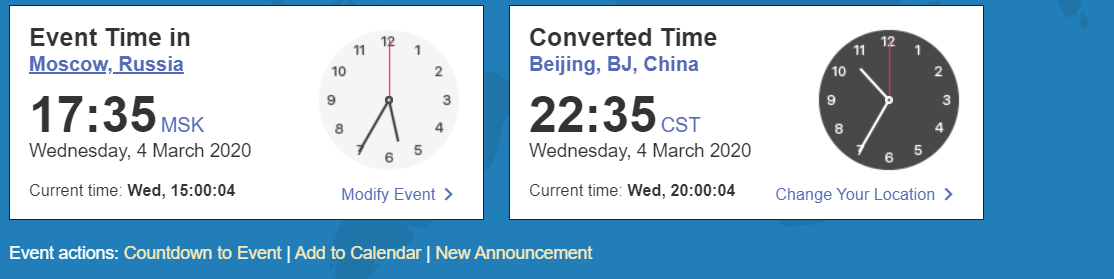 Event Time in
Moscow, Russia
17:35 MSK
Wednesday, 4 March 2020
Current time: Wed, 15:00:04
Modify Event
12
1
2
3
4
5
6
7
8
9
10
11
Converted Time
Beijing, BJ, China
22:35 CST
Wednesday, 4 March 2020
Current time: Wed, 20:00:04
Change Your Location
12
1
2
3
4
5
6
7
8
9
10
11
Event actions: Countdown to Event | Add to Calendar | New Announcement